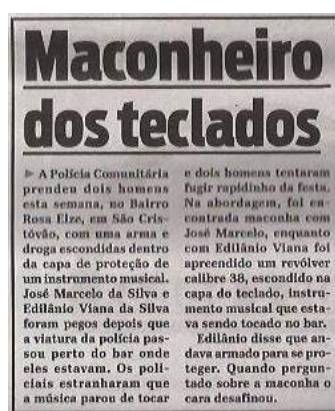 Maconheiro
dos teclados
▶ A Polícia Comunitária
prendeu dois homens
esta semana, no Bairro
Rosa Elze, em São Cris-
tóvão, com uma arma e
droga escondidas dentro
da capa de proteção de
um instrumento musical.
José Marcelo da Silva e
Edilânio Viana da Silva
foram pegos depois que
a viatura da polícia pas-
sou perto do bar onde
eles estavam. Os poli-
ciais estranharam que
a música parou de tocar
e dois homens tentaram
fugir rapidinho da festa.
Na abordagem, foi en-
contrada maconha com
José Marcelo, enquanto
com Edilânio Viana foi
apreendido um revólver
calibre 38, escondido na
capa do teclado, instru-
mento musical que esta-
va sendo tocado no bar.
Edilânio disse que an-
dava armado para se pro-
teger. Quando pergun-
tado sobre a maconha o
cara desafinou.